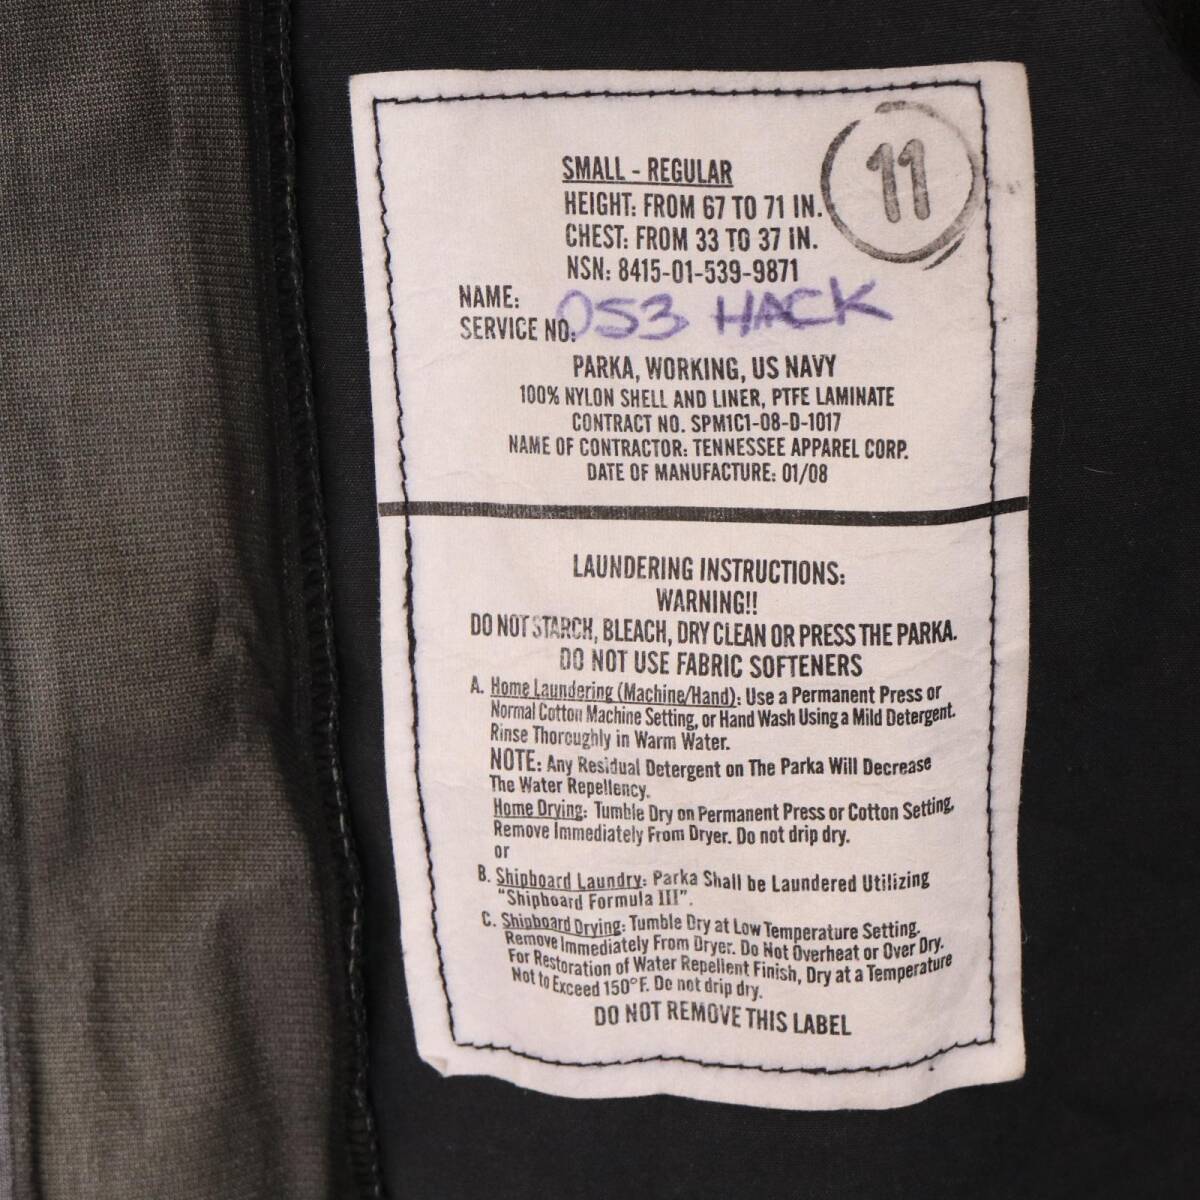 11
SMALL - REGULAR
HEIGHT: FROM 67 TO 71 IN.
CHEST: FROM 33 TO 37 IN.
NSN: 8415-01-539-9871
NAME:
SERVICE NO: 053 HACK
PARKA, WORKING, US NAVY
100% NYLON SHELL AND LINER, PTFE LAMINATE
CONTRACT NO. SPM1C1-08-D-1017
NAME OF CONTRACTOR: TENNESSEE APPAREL CORP.
DATE OF MANUFACTURE: 01/08
LAUNDERING INSTRUCTIONS:
WARNING!!
DO NOT STARCH, BLEACH, DRY CLEAN OR PRESS THE PARKA.
DO NOT USE FABRIC SOFTENERS
A. Home Laundering (Machine/Hand): Use a Permanent Press or
Normal Cotton Machine Setting, or Hand Wash Using a Mild Detergent.
Rinse Thoroughly in Warm Water.
NOTE: Any Residual Detergent on The Parka Will Decrease
The Water Repellency.
Home Drying: Tumble Dry on Permanent Press or Cotton Setting,
Remove Immediately From Dryer. Do not drip dry.
or
B. Shipboard Laundry: Parka Shall be Laundered Utilizing
"Shipboard Formula III".
C. Shipboard Drying: Tumble Dry at Low Temperature Setting.
Remove Immediately From Dryer. Do Not Overheat or Over Dry.
For Restoration of Water Repellent Finish, Dry at a Temperature
Not to Exceed 150°F. Do not drip dry.
DO NOT REMOVE THIS LABEL